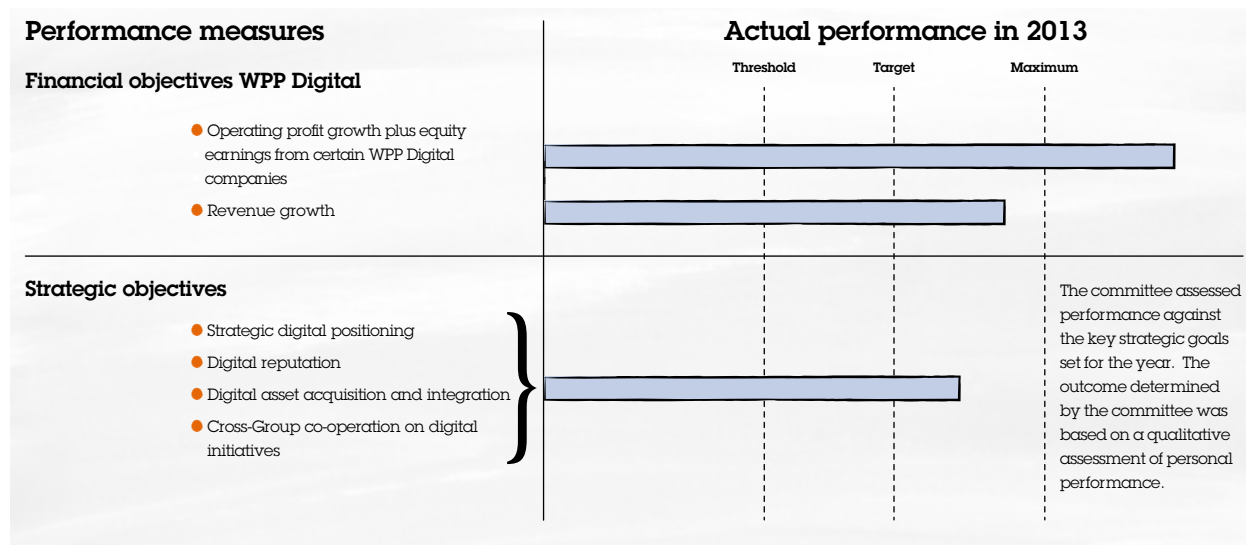 Performance measures
Actual performance in 2013
Threshold
Target
Maximum
Financial objectives WPP Digital
Operating profit growth plus equity
earnings from certain WPP Digital
companies
Revenue growth
Strategic objectives
Strategic digital positioning
Digital reputation
Digital asset acquisition and integration
Cross-Group co-operation on digital
initiatives
The committee assessed
performance against
the key strategic goals
set for the year. The
outcome determined
by the committee was
based on a qualitative
assessment of personal
performance.